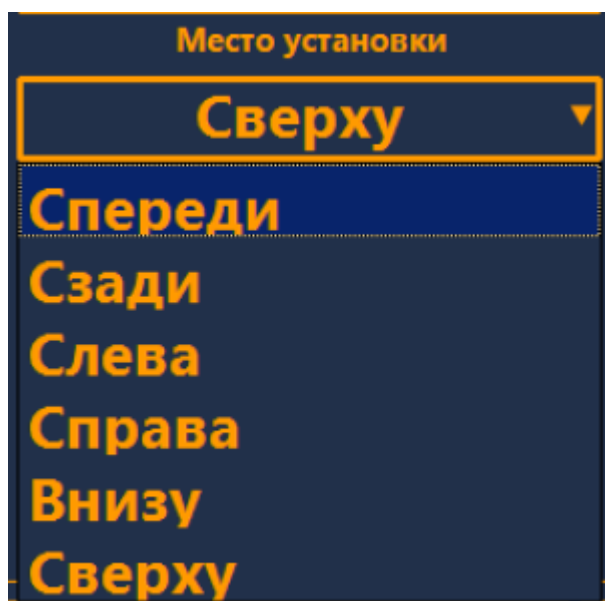 Место установки
Сверху
Спереди
Сзади
Слева
Справа
Внизу
Сверху